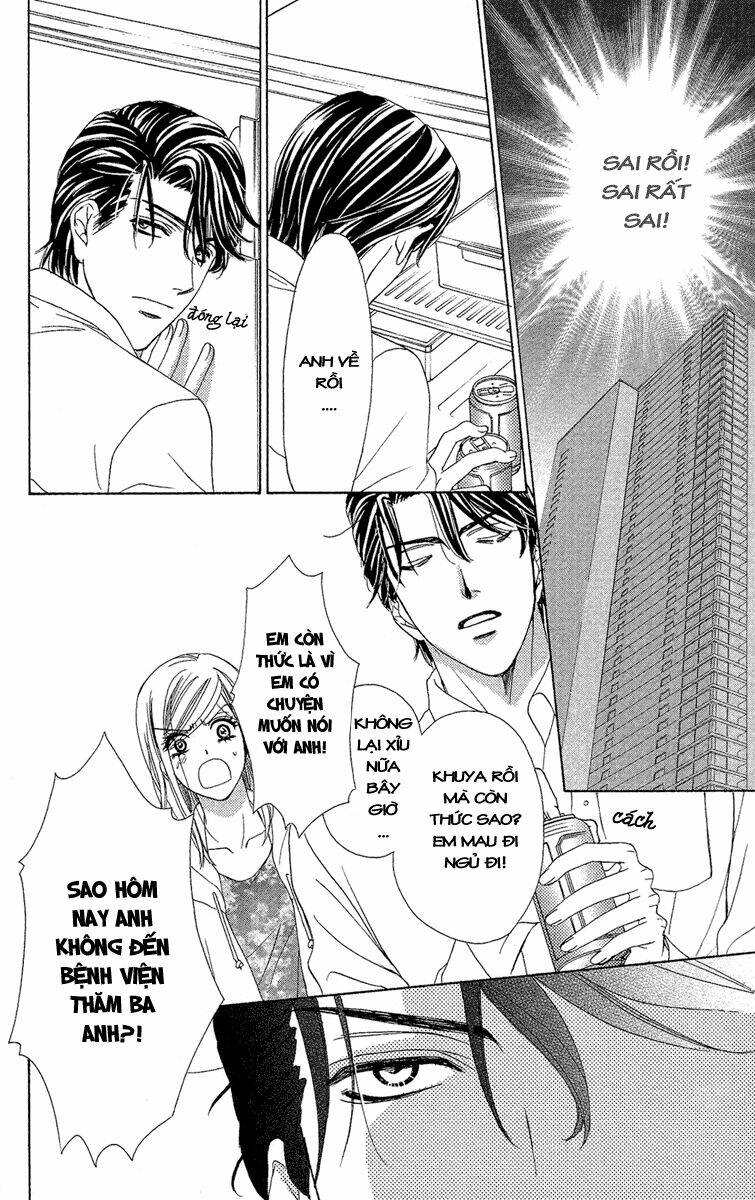 SAI RỒI!
SAI RẤT
SAI!
ANH VỀ
RỒI
....
đóng lại
KHUYA RỒI
MÀ CÒN
THỨC SAO?
EM MAU ĐI
NGỦ ĐI!
KHÔNG
LẠI XỈU
NỮA
BÂY
GIỜ
...
cách
EM CÒN
THỨC LÀ VÌ
EM CÓ
CHUYỆN
MUỐN NÓI
VỚI ANH!
SAO HÔM
NAY ANH
KHÔNG ĐẾN
BỆNH VIỆN
THĂM BA
ANH?!